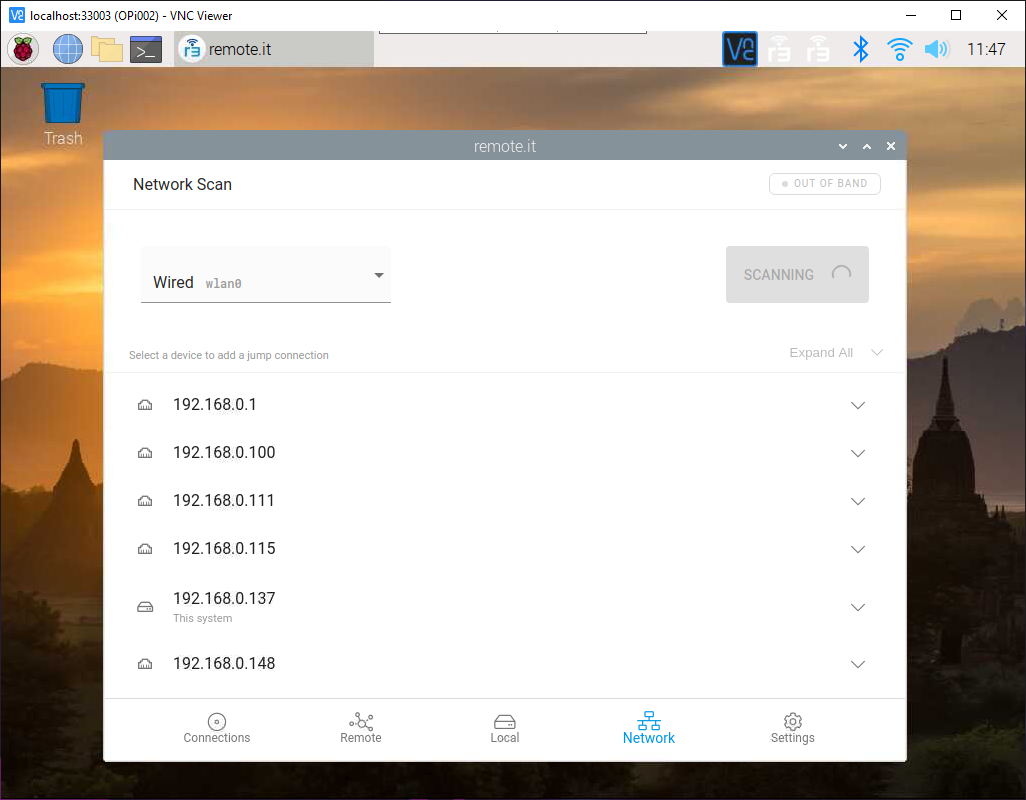 localhost:33003 (OPi002) - VNC Viewer
remote.it
11:47
Trash
remote.it
Network Scan
OUT OF BAND
Wired wlan0
SCANNING
Select a device to add a jump connection
Expand All
192.168.0.1
192.168.0.100
192.168.0.111
192.168.0.115
192.168.0.137
This system
192.168.0.148
Connections
Remote
Local
Network
Settings